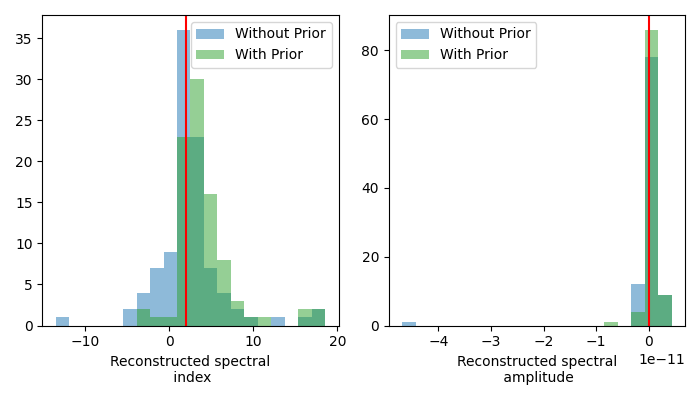 Without Prior
With Prior
35
30
25
20
15
10
5
0
−10
0
10
20
Reconstructed spectral
index
Without Prior
With Prior
80
60
40
20
0
−4
−3
−2
−1
0
1e−11
Reconstructed spectral
amplitude